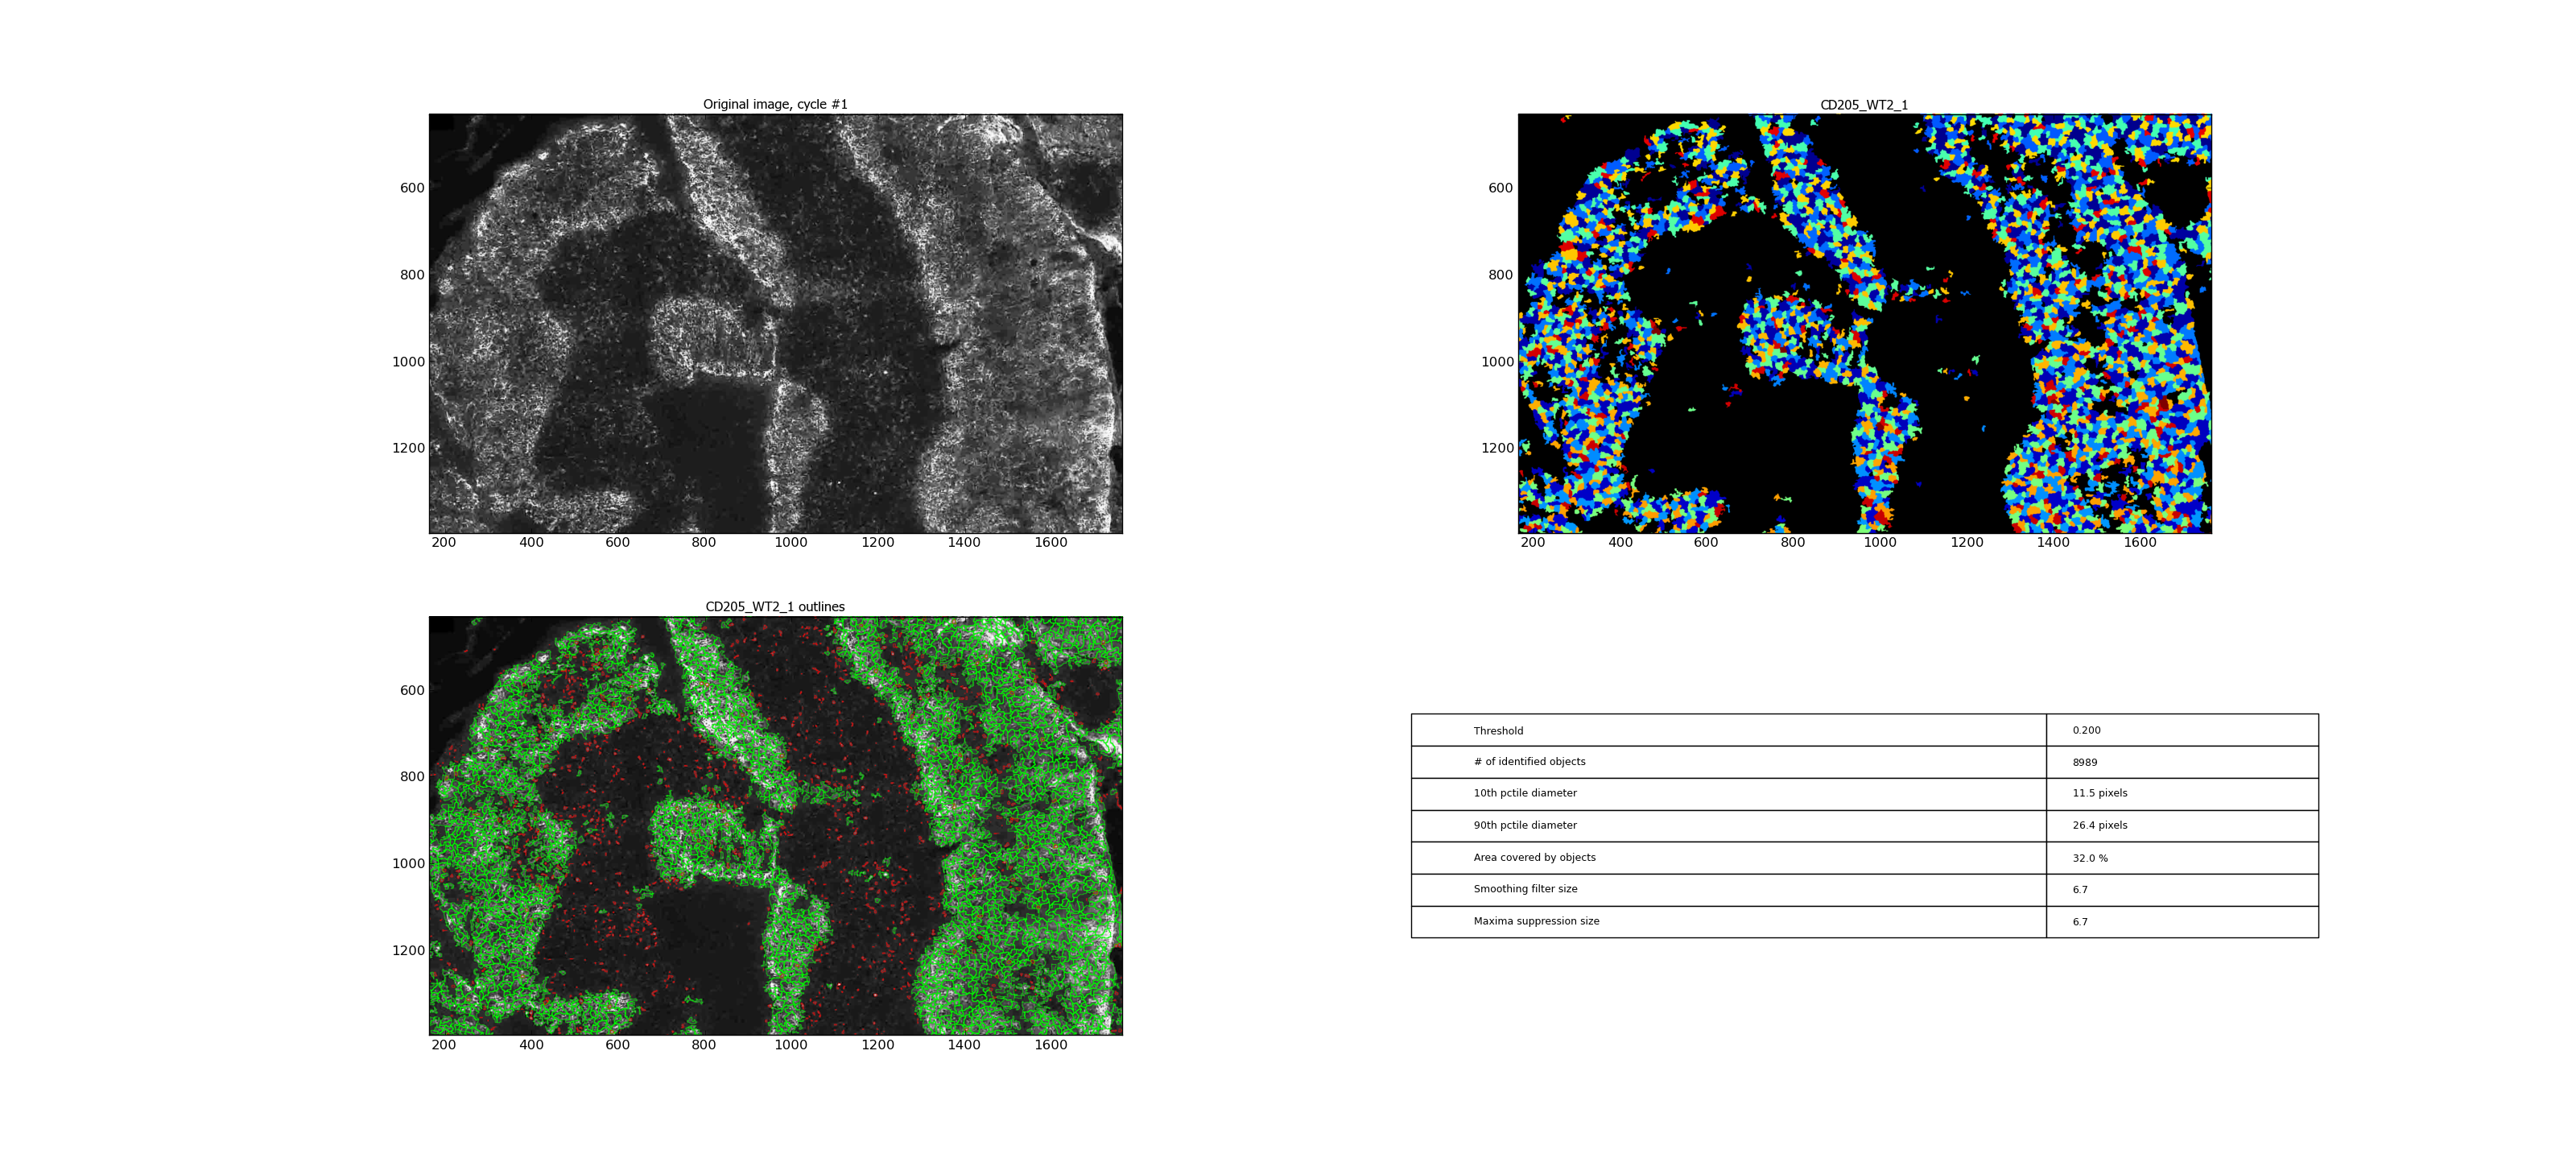 Original image, cycle #1
600
800
1000
1200
200 400 600 800 1000 1200 1400 1600
CD205_WT2_1
600
800
1000
1200
200 400 600 800 1000 1200 1400 1600
CD205_WT2_1 outlines
600
800
1000
1200
200 400 600 800 1000 1200 1400 1600
Threshold 0.200
# of identified objects 8989
10th pctile diameter 11.5 pixels
90th pctile diameter 26.4 pixels
Area covered by objects 32.0 %
Smoothing filter size 6.7
Maxima suppression size 6.7